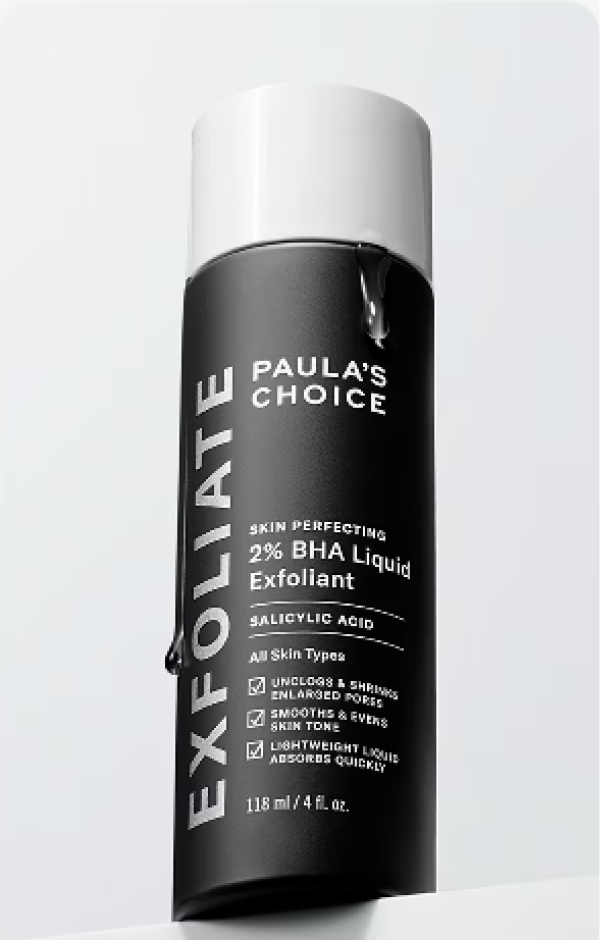 EXFOLIATE
PAULA'S
CHOICE
SKIN PERFECTING
2% BHA Liquid
Exfoliant
SALICYLIC ACID
All Skin Types
UNCLOGS & SHRINKS
ENLARGED PORES
SMOOTHS & EVENS
SKIN TONE
LIGHTWEIGHT LIQUID
ABSORBS QUICKLY
118 ml / 4 fl. oz.